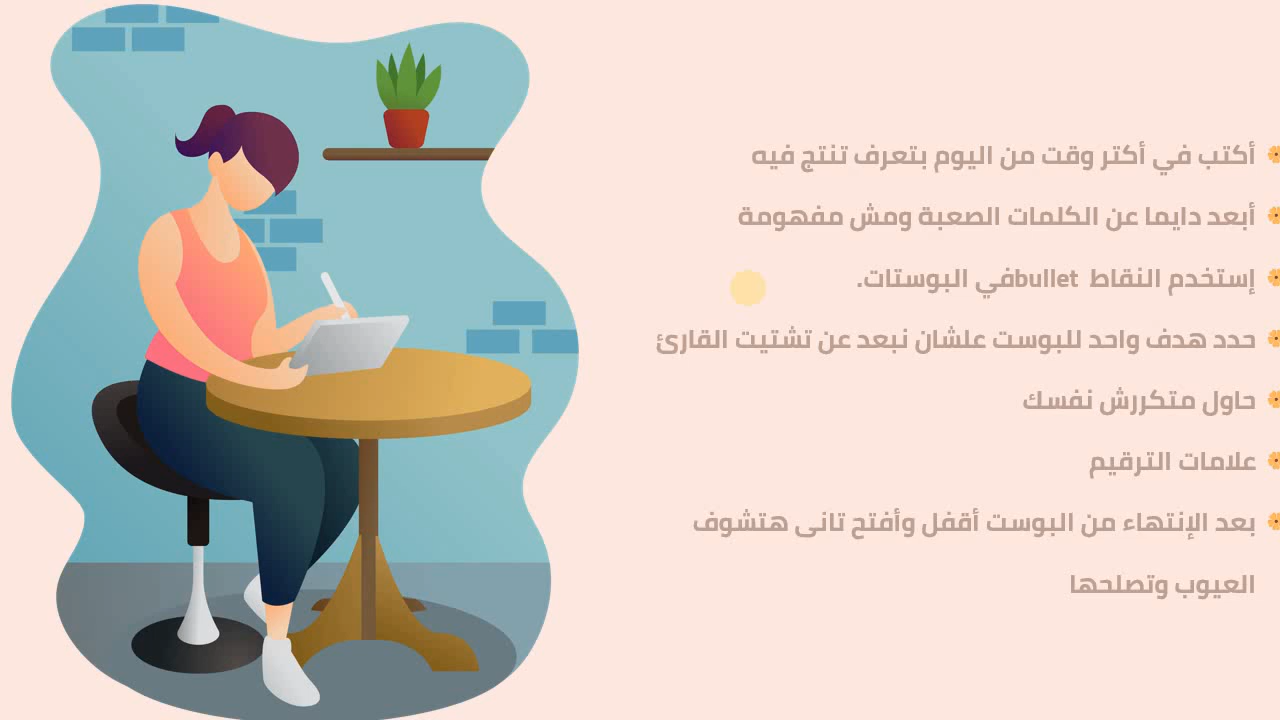 أكتب في أكتر وقت من اليوم بتعرف تنتج فيه
أبعد دايما عن الكلمات الصعبة ومش مفهومة
إستخدم النقاط bulletفي البوستات.
حدد هدف واحد للبوست علشان نبعد عن تشتيت القارئ
حاول متكررش نفسك
علامات الترقيم
بعد الإنتهاء من البوست أقفل وأفتح تانى هتشوف
العيوب وتصلحها